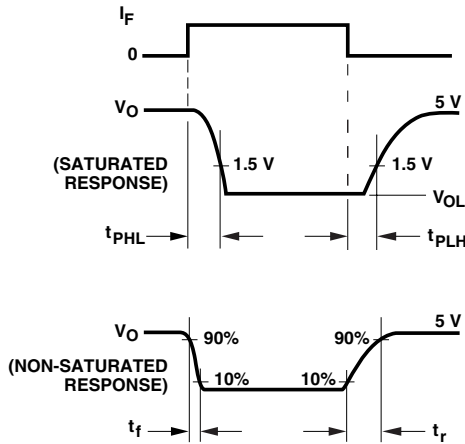 I_F
0
V_O
5 V
(SATURATED
RESPONSE)
1.5 V
1.5 V
V_OL
t_PHL
t_PLH
V_O
5 V
90%
90%
(NON-SATURATED
RESPONSE)
10%
10%
t_f
t_r